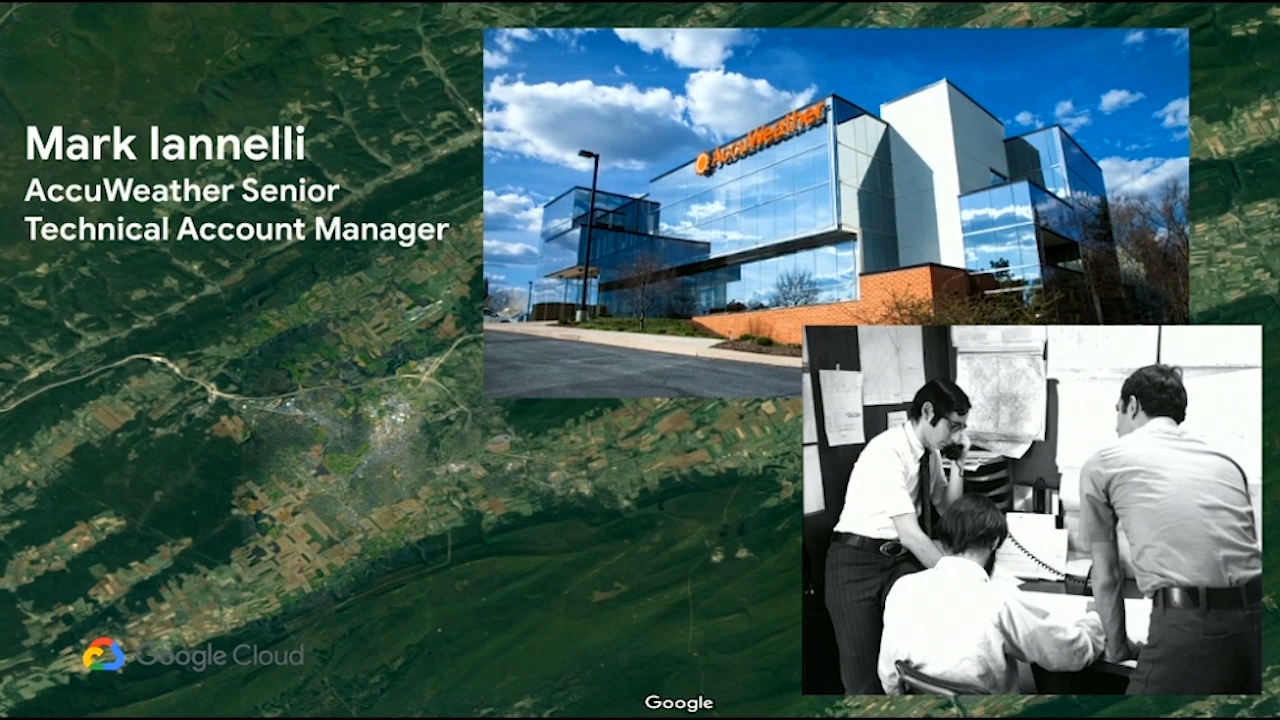 Mark Iannelli
AccuWeather Senior
Technical Account Manager
AccuWeather
Google Cloud
Google